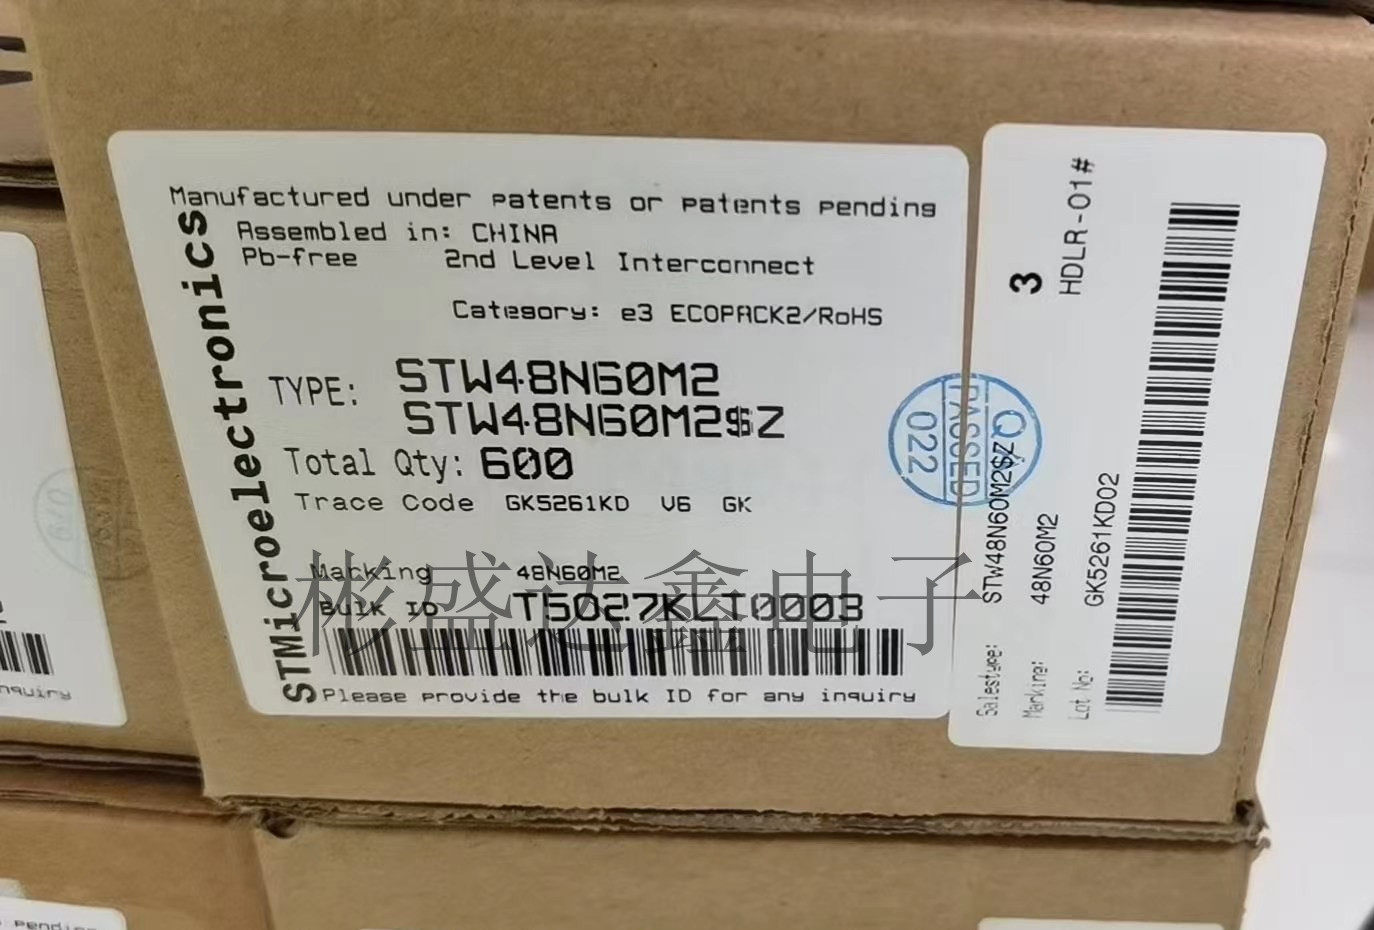 Manufactured under patents or patents pending
Assembled in: CHINA
Pb-free 2nd Level Interconnect
Category: e3 ECOPACK2/RoHS
TYPE: STW48N60M2
STW48N60M2$Z
Total Qty: 600
Trace Code GK5261KD V6 GK
Marking 48N60M2
Bulk ID T5027KLI0003
Please provide the bulk ID for any inquiry
STMicroelectronics
彬盛达鑫电子
3
HDLR-01#
Q
PASSED
022
Salestype: STW48N60M2$Z
Marking: 48N60M2
Lot No: GK5261KD02
inquiry
pending